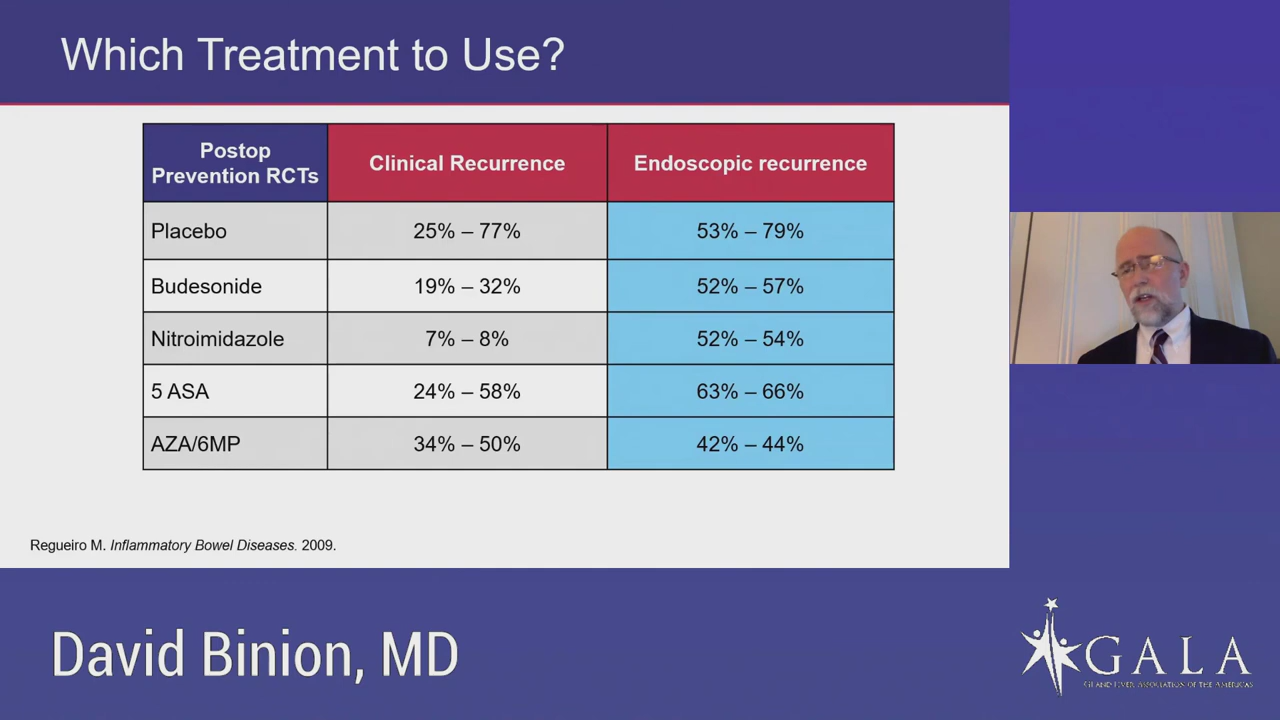 Which Treatment to Use?
Postop
Prevention RCTs
Clinical Recurrence
Endoscopic recurrence
Placebo
25% – 77%
53% – 79%
Budesonide
19% – 32%
52% – 57%
Nitroimidazole
7% – 8%
52% – 54%
5 ASA
24% – 58%
63% – 66%
AZA/6MP
34% – 50%
42% – 44%
Regueiro M. Inflammatory Bowel Diseases. 2009.
David Binion, MD
GALA
GI AND LIVER ASSOCIATION OF THE AMERICAS